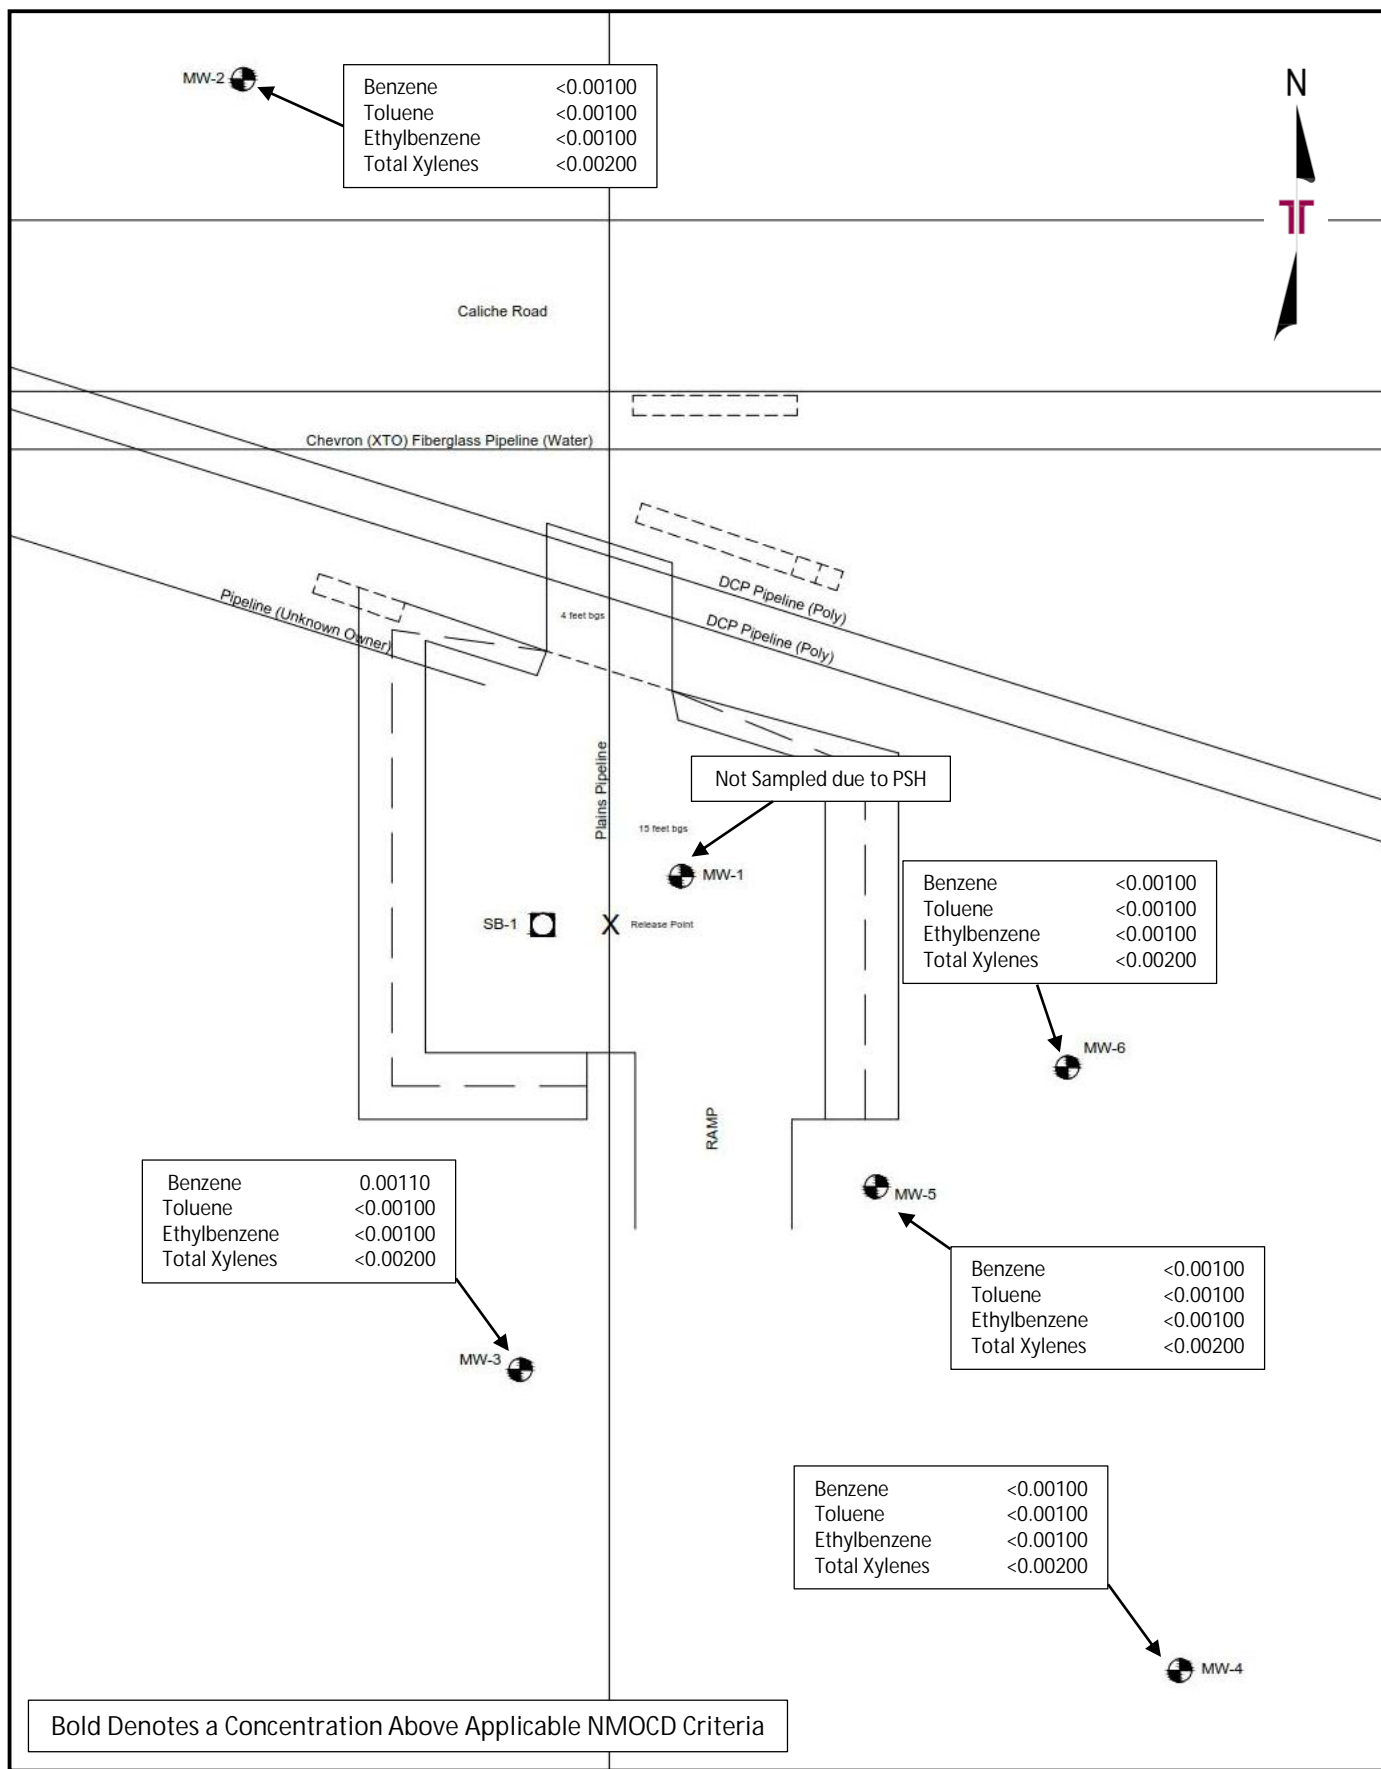 MW-2
Benzene <0.00100
Toluene <0.00100
Ethylbenzene <0.00100
Total Xylenes <0.00200
N
Caliche Road
Chevron (XTO) Fiberglass Pipeline (Water)
DCP Pipeline (Poly)
DCP Pipeline (Poly)
Pipeline (Unknown Owner)
4 feet bgs
Plains Pipeline
Not Sampled due to PSH
15 feet bgs
MW-1
SB-1
X
Release Point
Benzene <0.00100
Toluene <0.00100
Ethylbenzene <0.00100
Total Xylenes <0.00200
MW-6
RAMP
Benzene 0.00110
Toluene <0.00100
Ethylbenzene <0.00100
Total Xylenes <0.00200
MW-3
MW-5
Benzene <0.00100
Toluene <0.00100
Ethylbenzene <0.00100
Total Xylenes <0.00200
Benzene <0.00100
Toluene <0.00100
Ethylbenzene <0.00100
Total Xylenes <0.00200
MW-4
Bold Denotes a Concentration Above Applicable NMOCD Criteria